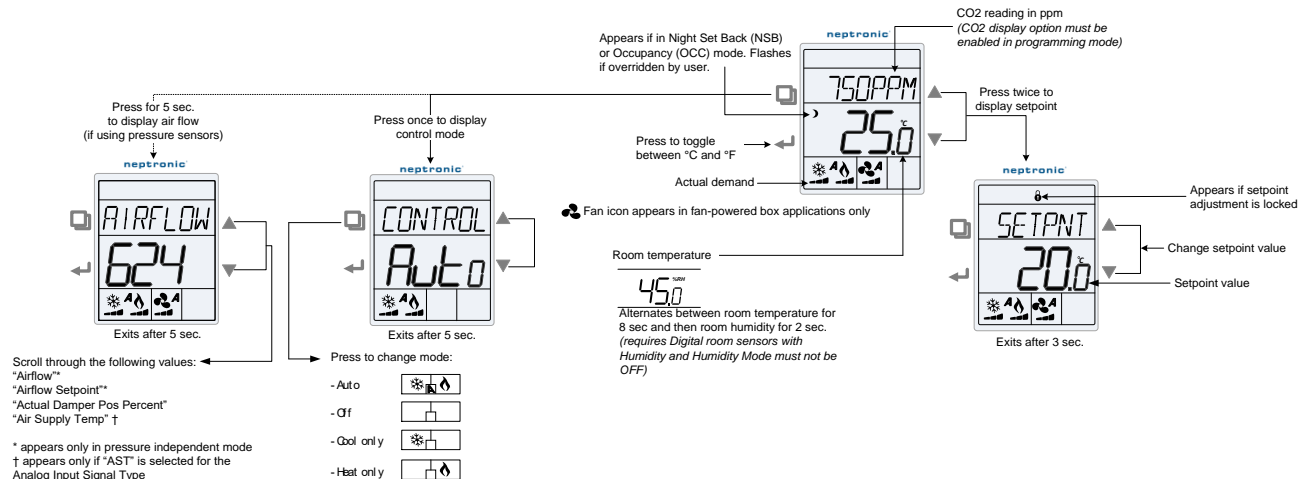 CO2 reading in ppm
(CO2 display option must be
enabled in programming mode)
Appears if in Night Set Back (NSB)
or Occupancy (OCC) mode. Flashes
if overridden by user.
neptronic
750PPM
25.0 °C
A
A
Press for 5 sec.
to display air flow
(if using pressure sensors)
Press once to display
control mode
Press twice to
display setpoint
Press to toggle
between °C and °F
Actual demand
Fan icon appears in fan-powered box applications only
Room temperature
45.0 %RH
Alternates between room temperature for
8 sec and then room humidity for 2 sec.
(requires Digital room sensors with
Humidity and Humidity Mode must not be
OFF)
neptronic
AIRFLOW
624
A
A
Exits after 5 sec.
Scroll through the following values:
"Airflow"*
"Airflow Setpoint"*
"Actual Damper Pos Percent"
"Air Supply Temp" †
* appears only in pressure independent mode
† appears only if "AST" is selected for the
Analog Input Signal Type
neptronic
CONTROL
Auto
A
Exits after 5 sec.
Press to change mode:
- Auto
A
- Off
- Cool only
- Heat only
neptronic
SETPNT
20.0 °C
A
A
Exits after 3 sec.
Appears if setpoint
adjustment is locked
Change setpoint value
Setpoint value